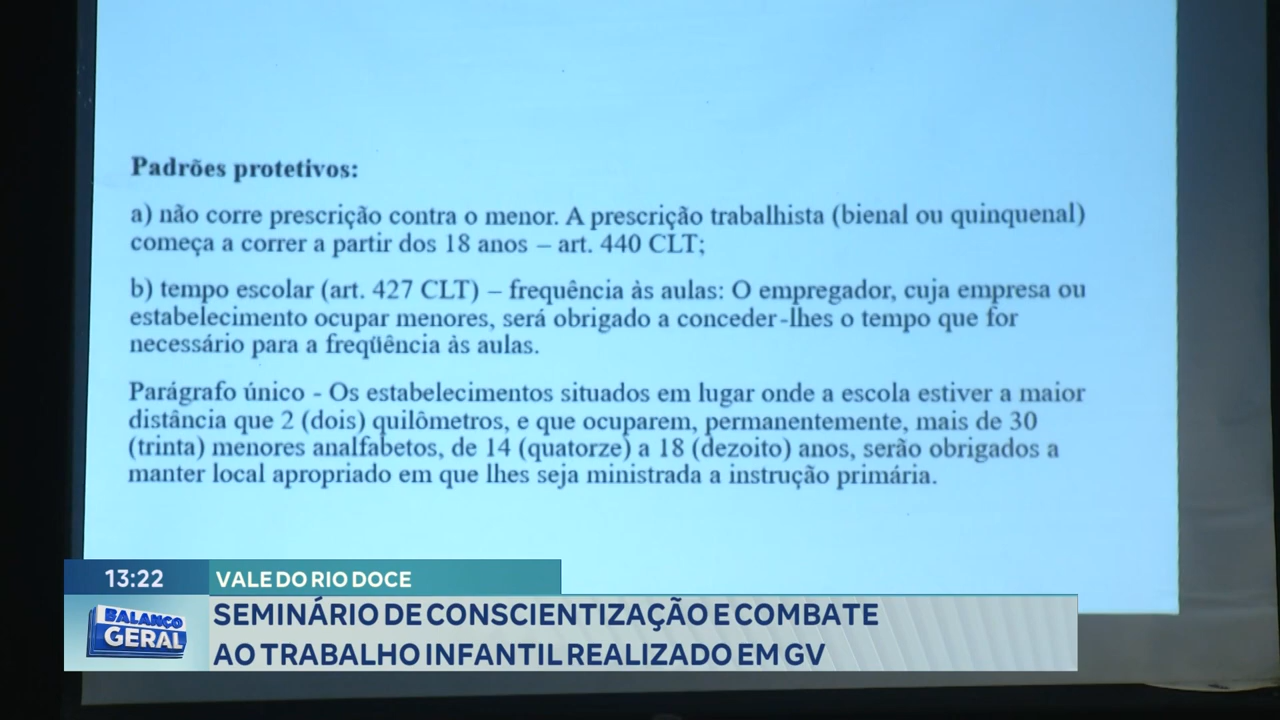 Padrões protetivos:
a) não corre prescrição contra o menor. A prescrição trabalhista (bienal ou quinquenal)
começa a correr a partir dos 18 anos – art. 440 CLT;
b) tempo escolar (art. 427 CLT) – frequência às aulas: O empregador, cuja empresa ou
estabelecimento ocupar menores, será obrigado a conceder-lhes o tempo que for
necessário para a freqüência às aulas.
Parágrafo único - Os estabelecimentos situados em lugar onde a escola estiver a maior
distância que 2 (dois) quilômetros, e que ocuparem, permanentemente, mais de 30
(trinta) menores analfabetos, de 14 (quatorze) a 18 (dezoito) anos, serão obrigados a
manter local apropriado em que lhes seja ministrada a instrução primária.
13:22 VALE DO RIO DOCE
BALANÇO
GERAL
SEMINÁRIO DE CONSCIENTIZAÇÃO E COMBATE
AO TRABALHO INFANTIL REALIZADO EM GV